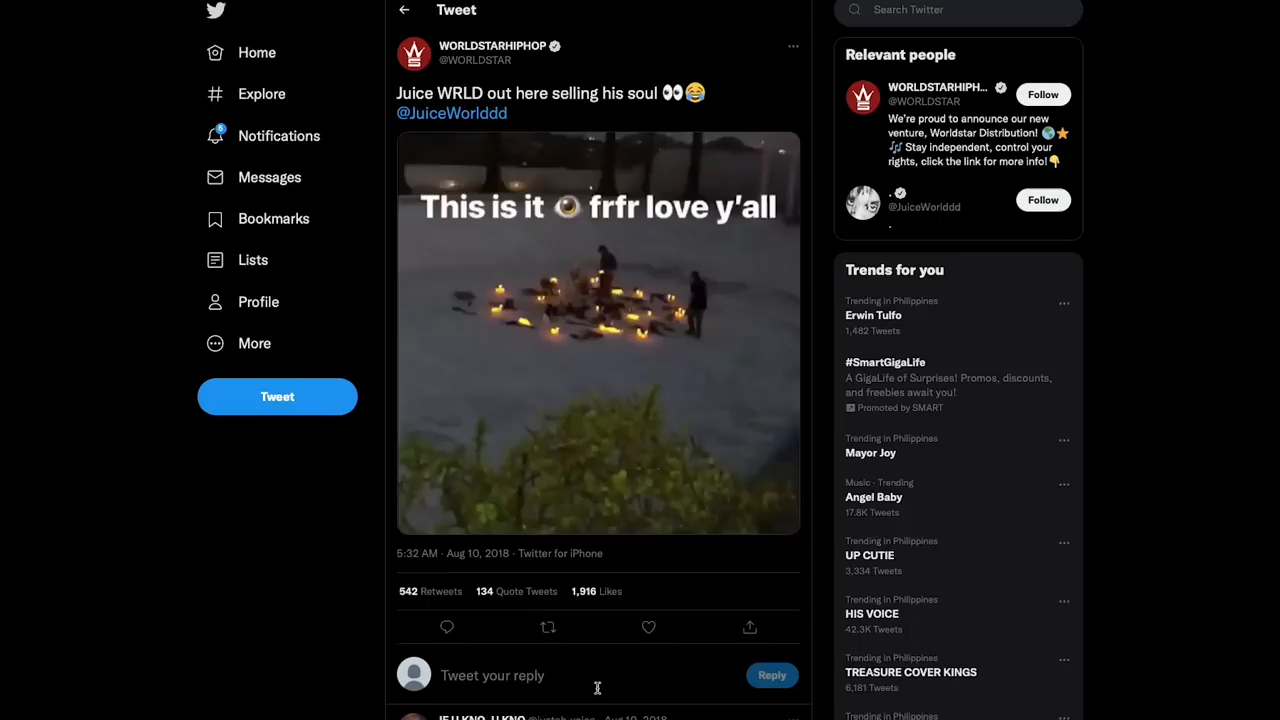 Home
Explore
6
Notifications
Messages
Bookmarks
Lists
Profile
More
Tweet
Tweet
WORLDSTARHIPHOP
@WORLDSTAR
Juice WRLD out here selling his soul 👀😂
@JuiceWorlddd
This is it 👁 frfr love y'all
5:32 AM · Aug 10, 2018 · Twitter for iPhone
542 Retweets 134 Quote Tweets 1,916 Likes
Tweet your reply
Reply
Search Twitter
Relevant people
WORLDSTARHIPH...
@WORLDSTAR
Follow
We're proud to announce our new
venture, Worldstar Distribution! 🌎⭐
🎶 Stay independent, control your
rights, click the link for more info!👇
.
@JuiceWorlddd
Follow
.
Trends for you
Trending in Philippines
Erwin Tulfo
1,482 Tweets
#SmartGigaLife
A GigaLife of Surprises! Promos, discounts,
and freebies await you!
Promoted by SMART
Trending in Philippines
Mayor Joy
Music · Trending
Angel Baby
17.8K Tweets
Trending in Philippines
UP CUTIE
3,334 Tweets
Trending in Philippines
HIS VOICE
42.3K Tweets
Trending in Philippines
TREASURE COVER KINGS
6,181 Tweets
Trending in Philippines